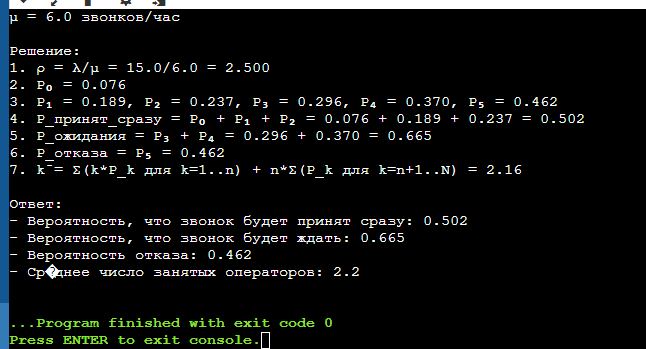 μ = 6.0 звонков/час
Решение:
1. ρ = λ/μ = 15.0/6.0 = 2.500
2. P₀ = 0.076
3. P₁ = 0.189, P₂ = 0.237, P₃ = 0.296, P₄ = 0.370, P₅ = 0.462
4. P_принят_сразу = P₀ + P₁ + P₂ = 0.076 + 0.189 + 0.237 = 0.502
5. P_ожидания = P₃ + P₄ = 0.296 + 0.370 = 0.665
6. P_отказа = P₅ = 0.462
7. k̄ = Σ(k*P_k для k=1..n) + n*Σ(P_k для k=n+1..N) = 2.16
Ответ:
- Вероятность, что звонок будет принят сразу: 0.502
- Вероятность, что звонок будет ждать: 0.665
- Вероятность отказа: 0.462
- Ср�днее число занятых операторов: 2.2
...Program finished with exit code 0
Press ENTER to exit console.